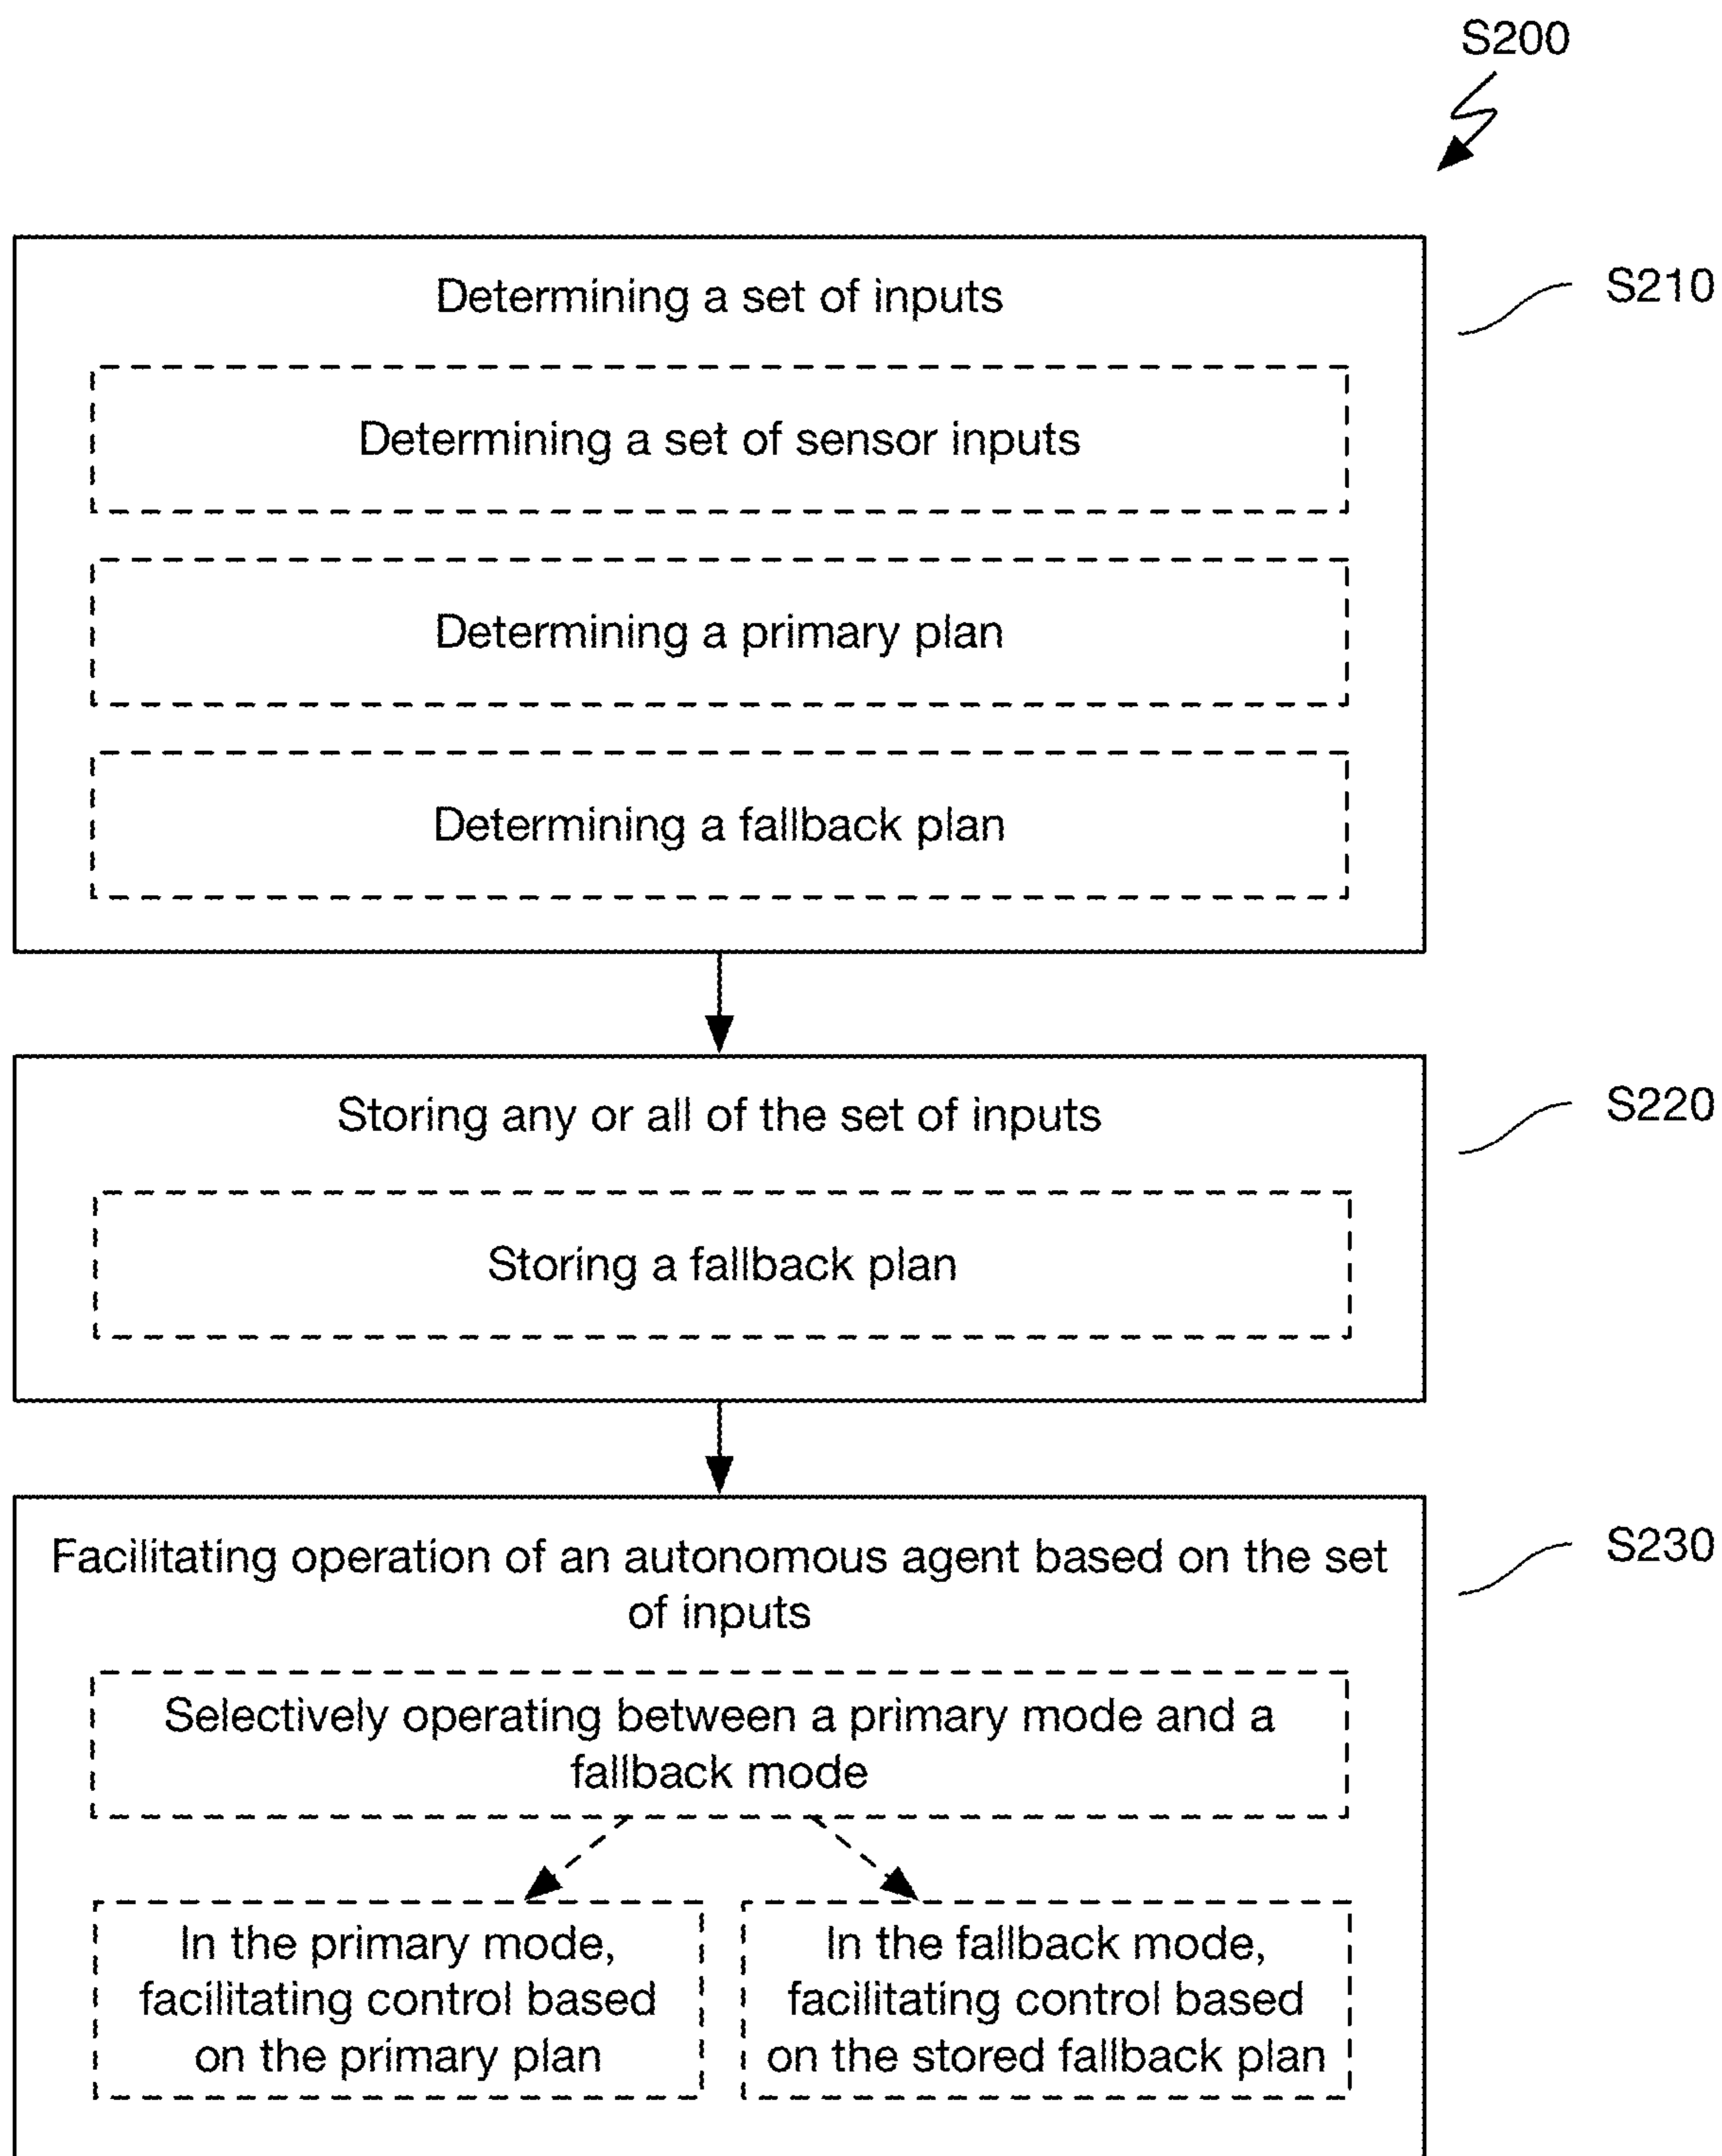 S200
Determining a set of inputs
S210
Determining a set of sensor inputs
Determining a primary plan
Determining a fallback plan
Storing any or all of the set of inputs
S220
Storing a fallback plan
Facilitating operation of an autonomous agent based on the set
of inputs
S230
Selectively operating between a primary mode and a
fallback mode
In the primary mode,
facilitating control based
on the primary plan
In the fallback mode,
facilitating control based
on the stored fallback plan